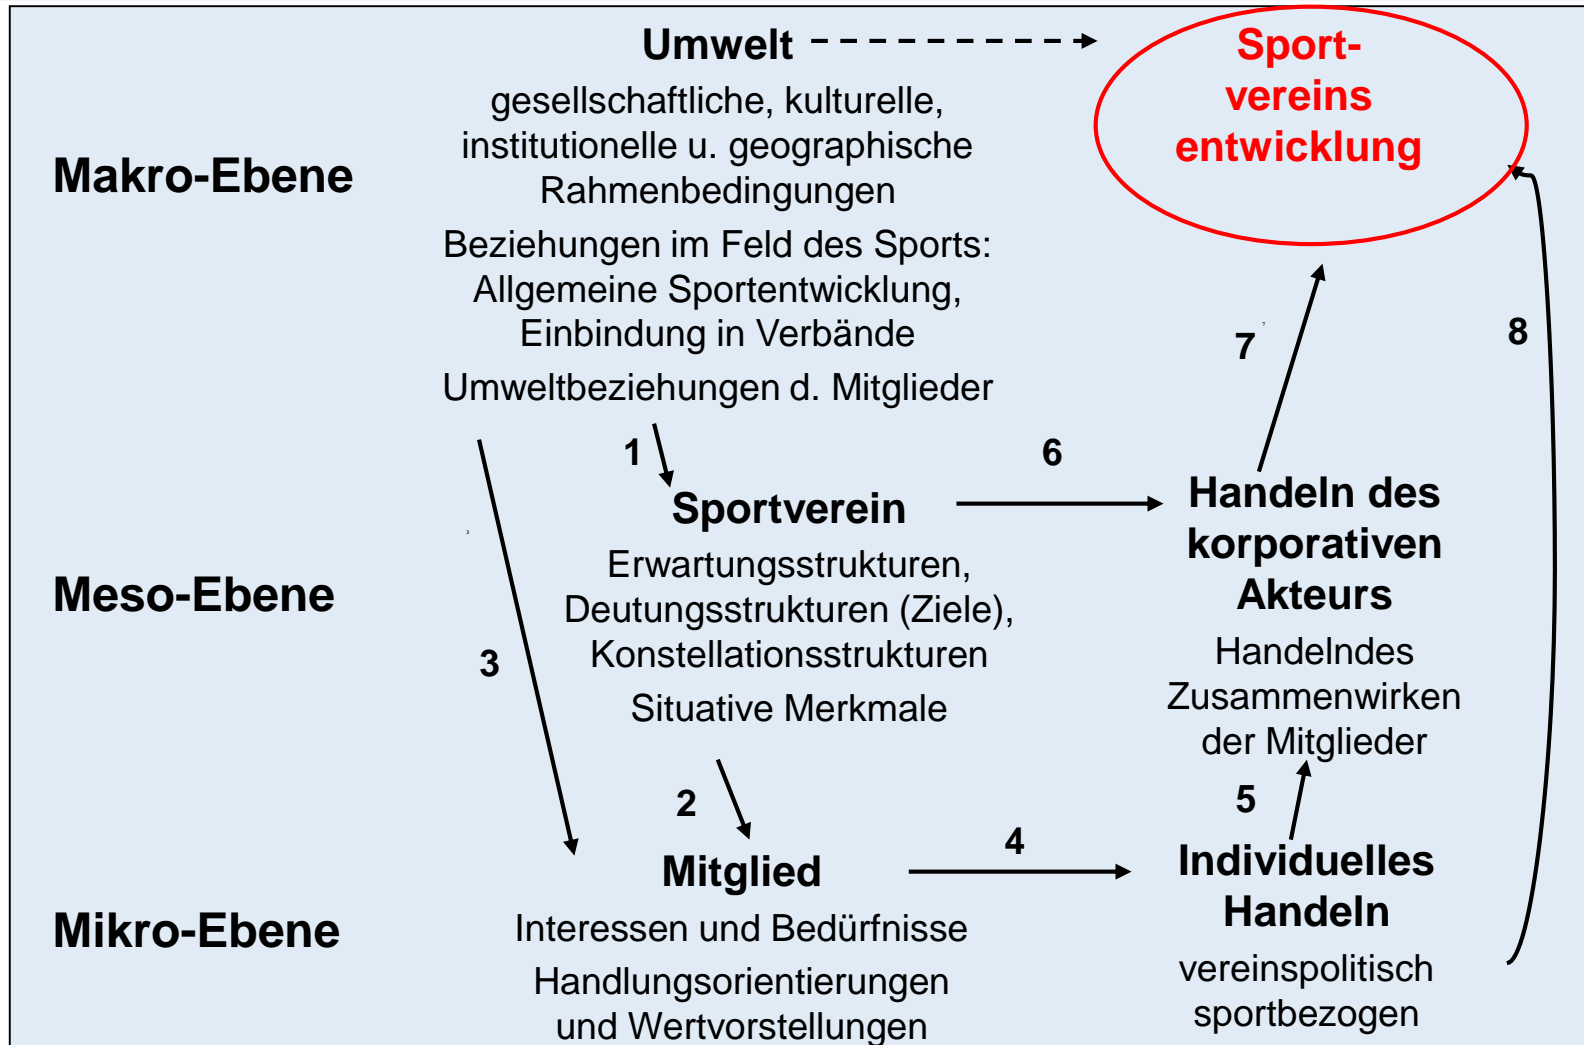 Umwelt
Sport-
vereins
entwicklung
gesellschaftliche, kulturelle,
institutionelle u. geographische
Rahmenbedingungen
Makro-Ebene
Beziehungen im Feld des Sports:
Allgemeine Sportentwicklung,
Einbindung in Verbände
Umweltbeziehungen d. Mitglieder
7
8
1
6
Sportverein
Erwartungsstrukturen,
Deutungsstrukturen (Ziele),
Konstellationsstrukturen
Situative Merkmale
Meso-Ebene
3
Handeln des
korporativen
Akteurs
Handelndes
Zusammenwirken
der Mitglieder
2
5
4
Mitglied
Interessen und Bedürfnisse
Handlungsorientierungen
und Wertvorstellungen
Mikro-Ebene
Individuelles
Handeln
vereinspolitisch
sportbezogen